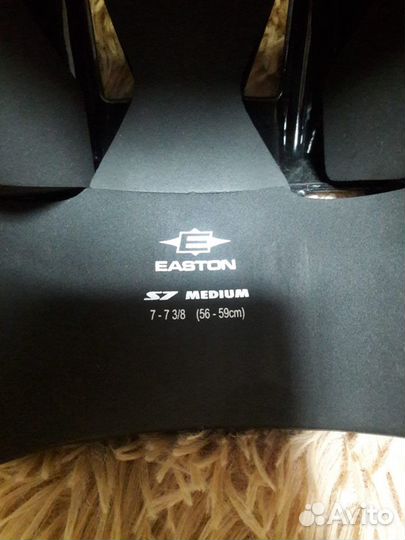 E
EASTON
S7 MEDIUM
7 - 7 3/8 (56 - 59cm)
Avito